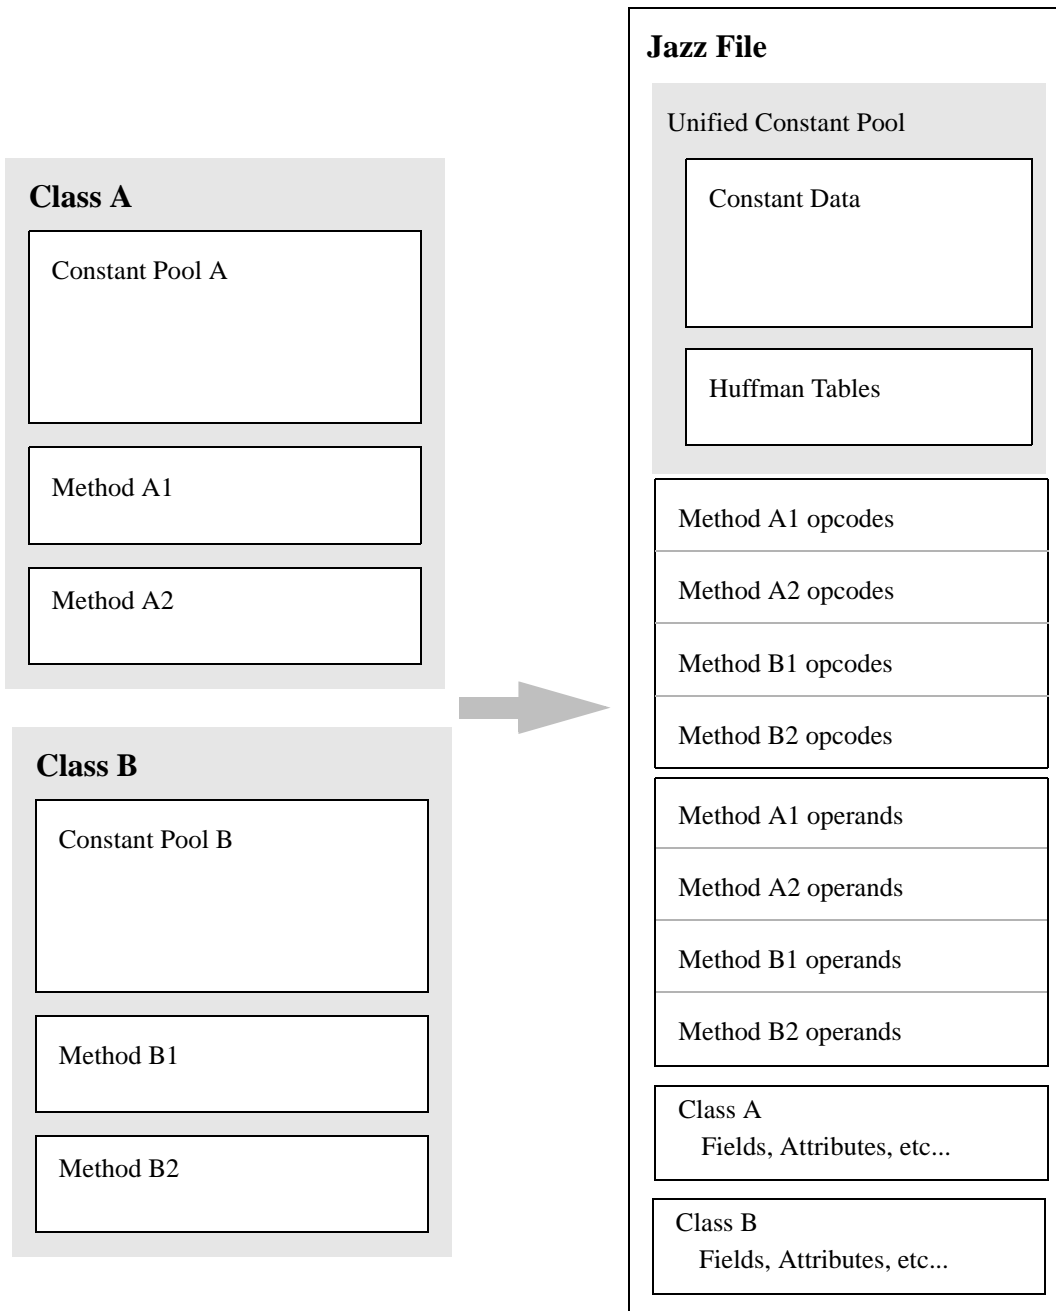 Class A
Constant Pool A
Method A1
Method A2
Class B
Constant Pool B
Method B1
Method B2
Jazz File
Unified Constant Pool
Constant Data
Huffman Tables
Method A1 opcodes
Method A2 opcodes
Method B1 opcodes
Method B2 opcodes
Method A1 operands
Method A2 operands
Method B1 operands
Method B2 operands
Class A
Fields, Attributes, etc...
Class B
Fields, Attributes, etc...